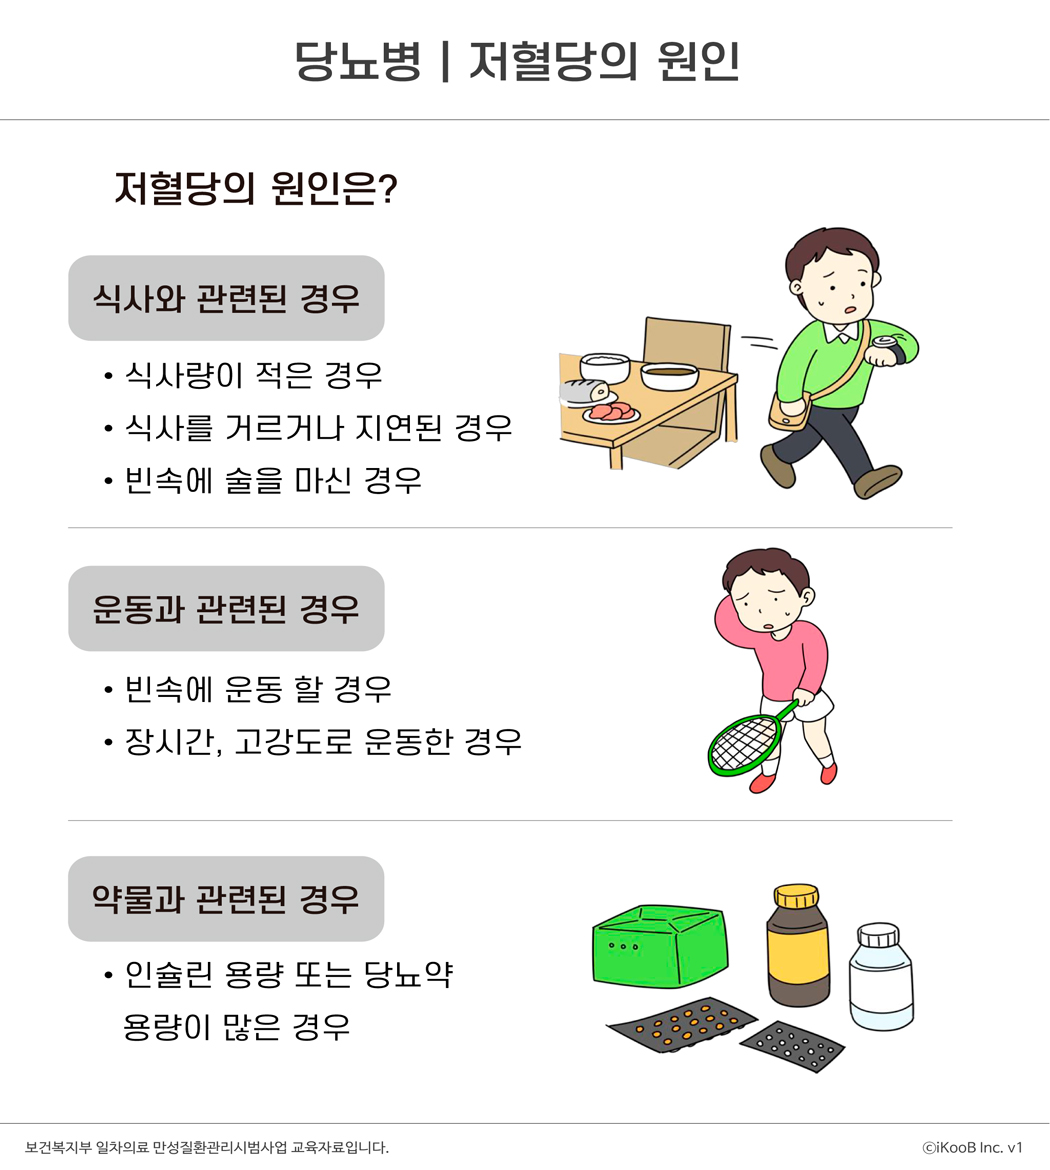 당뇨병 | 저혈당의 원인
저혈당의 원인은?
식사와 관련된 경우
• 식사량이 적은 경우
• 식사를 거르거나 지연된 경우
• 빈속에 술을 마신 경우
운동과 관련된 경우
• 빈속에 운동 할 경우
• 장시간, 고강도로 운동한 경우
약물과 관련된 경우
• 인슐린 용량 또는 당뇨약
용량이 많은 경우
보건복지부 일차의료 만성질환관리시범사업 교육자료입니다.
ⓒiKooB Inc. v1